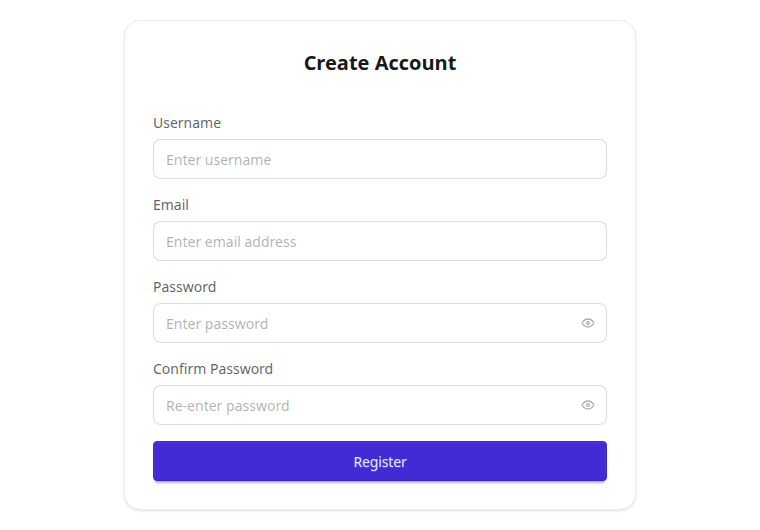 Create Account
Username
Enter username
Email
Enter email address
Password
Enter password
Confirm Password
Re-enter password
Register